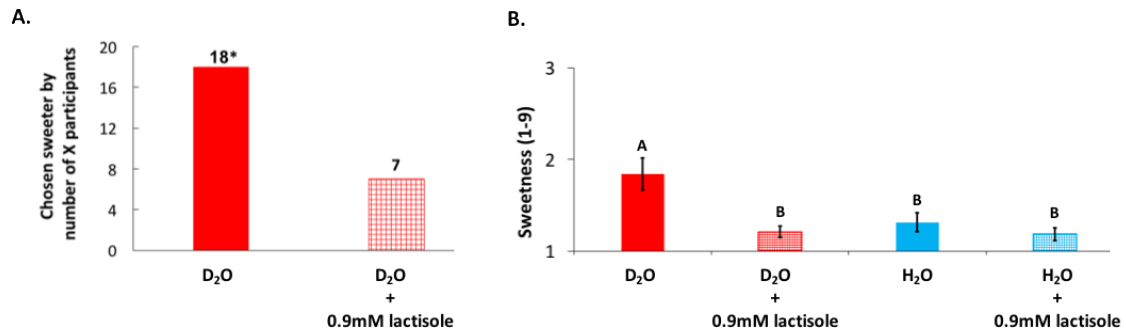 A.
Chosen sweeter by
number of X participants
20
16
12
8
4
0
18*
7
D₂O
D₂O
+
0.9mM lactisole
B.
Sweetness (1-9)
3
2
1
A
B
B
B
D₂O
D₂O
+
0.9mM lactisole
H₂O
H₂O
+
0.9mM lactisole